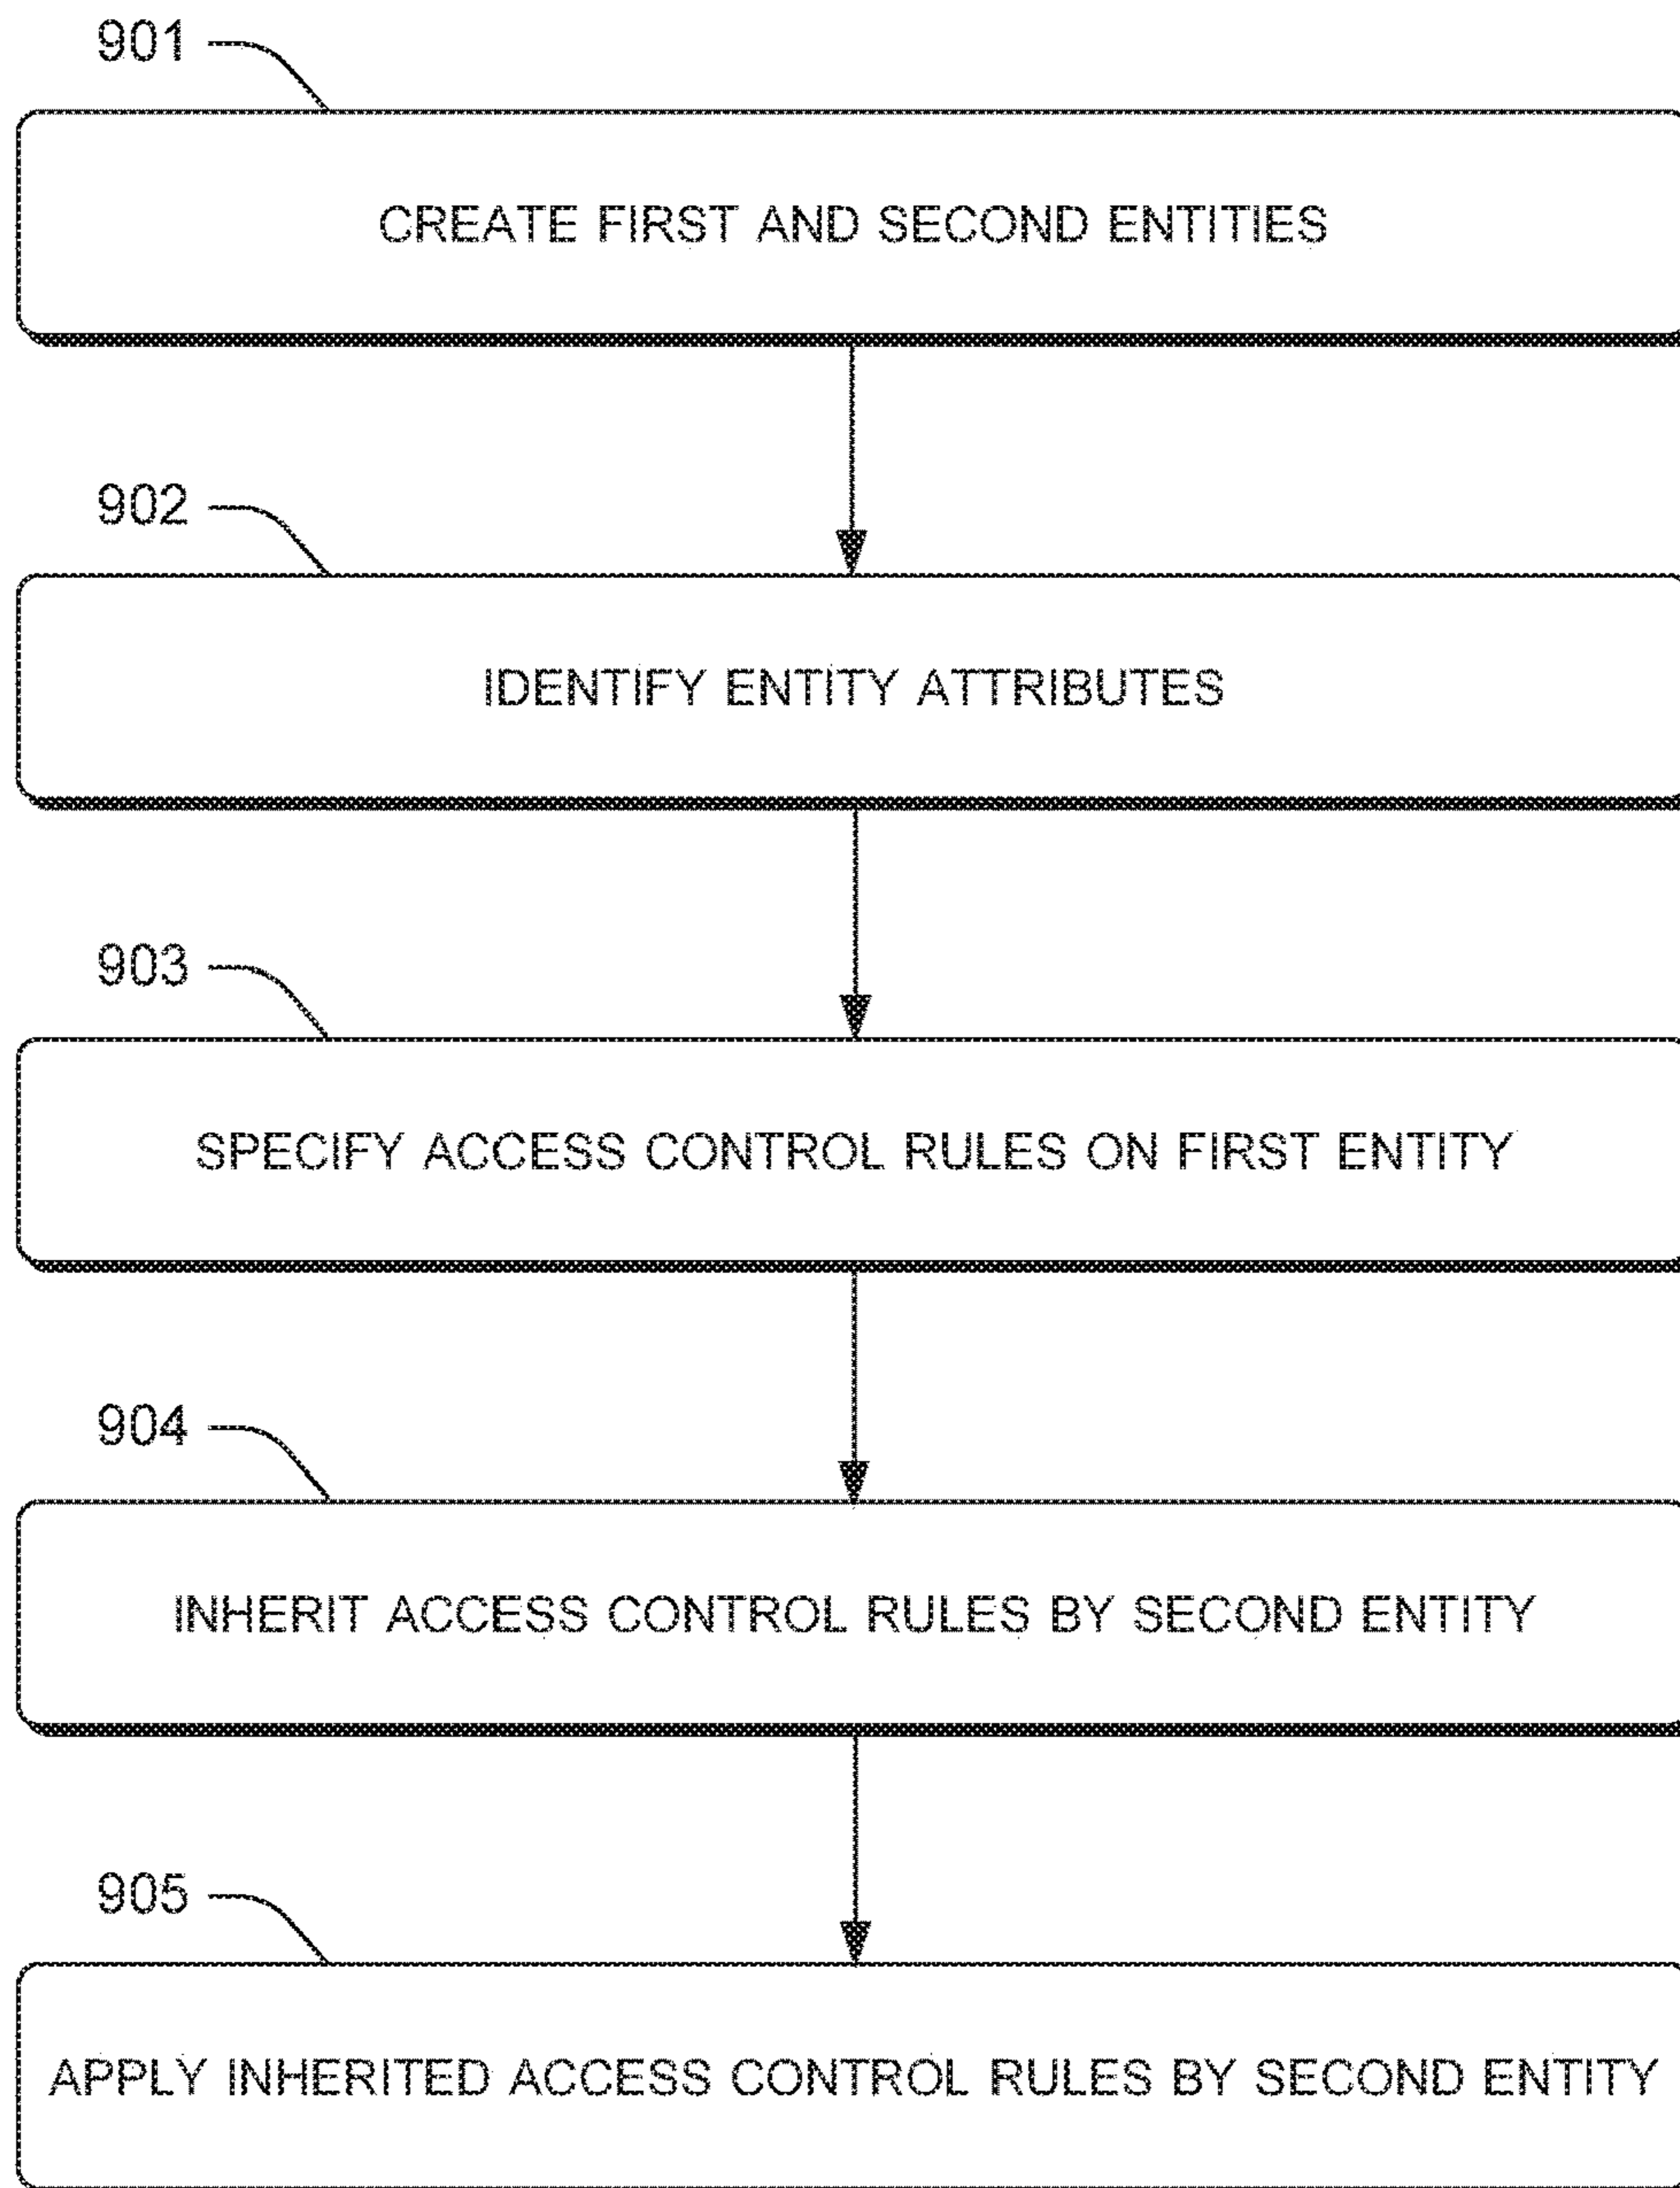 901
CREATE FIRST AND SECOND ENTITIES
902
IDENTIFY ENTITY ATTRIBUTES
903
SPECIFY ACCESS CONTROL RULES ON FIRST ENTITY
904
INHERIT ACCESS CONTROL RULES BY SECOND ENTITY
905
APPLY INHERITED ACCESS CONTROL RULES BY SECOND ENTITY